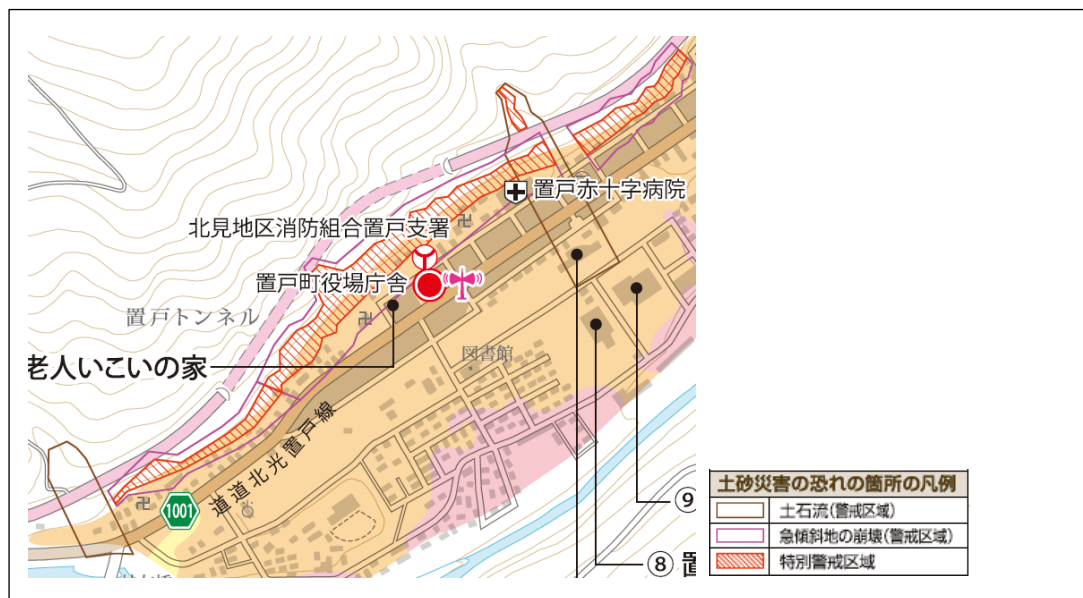 置戸赤十字病院
北見地区消防組合置戸支署
置戸町役場庁舎
置戸トンネル
図書館
老人いこいの家
道道北光置戸線
1001
⑨
⑧ 置
土砂災害の恐れの箇所の凡例
土石流(警戒区域)
急傾斜地の崩壊(警戒区域)
特別警戒区域